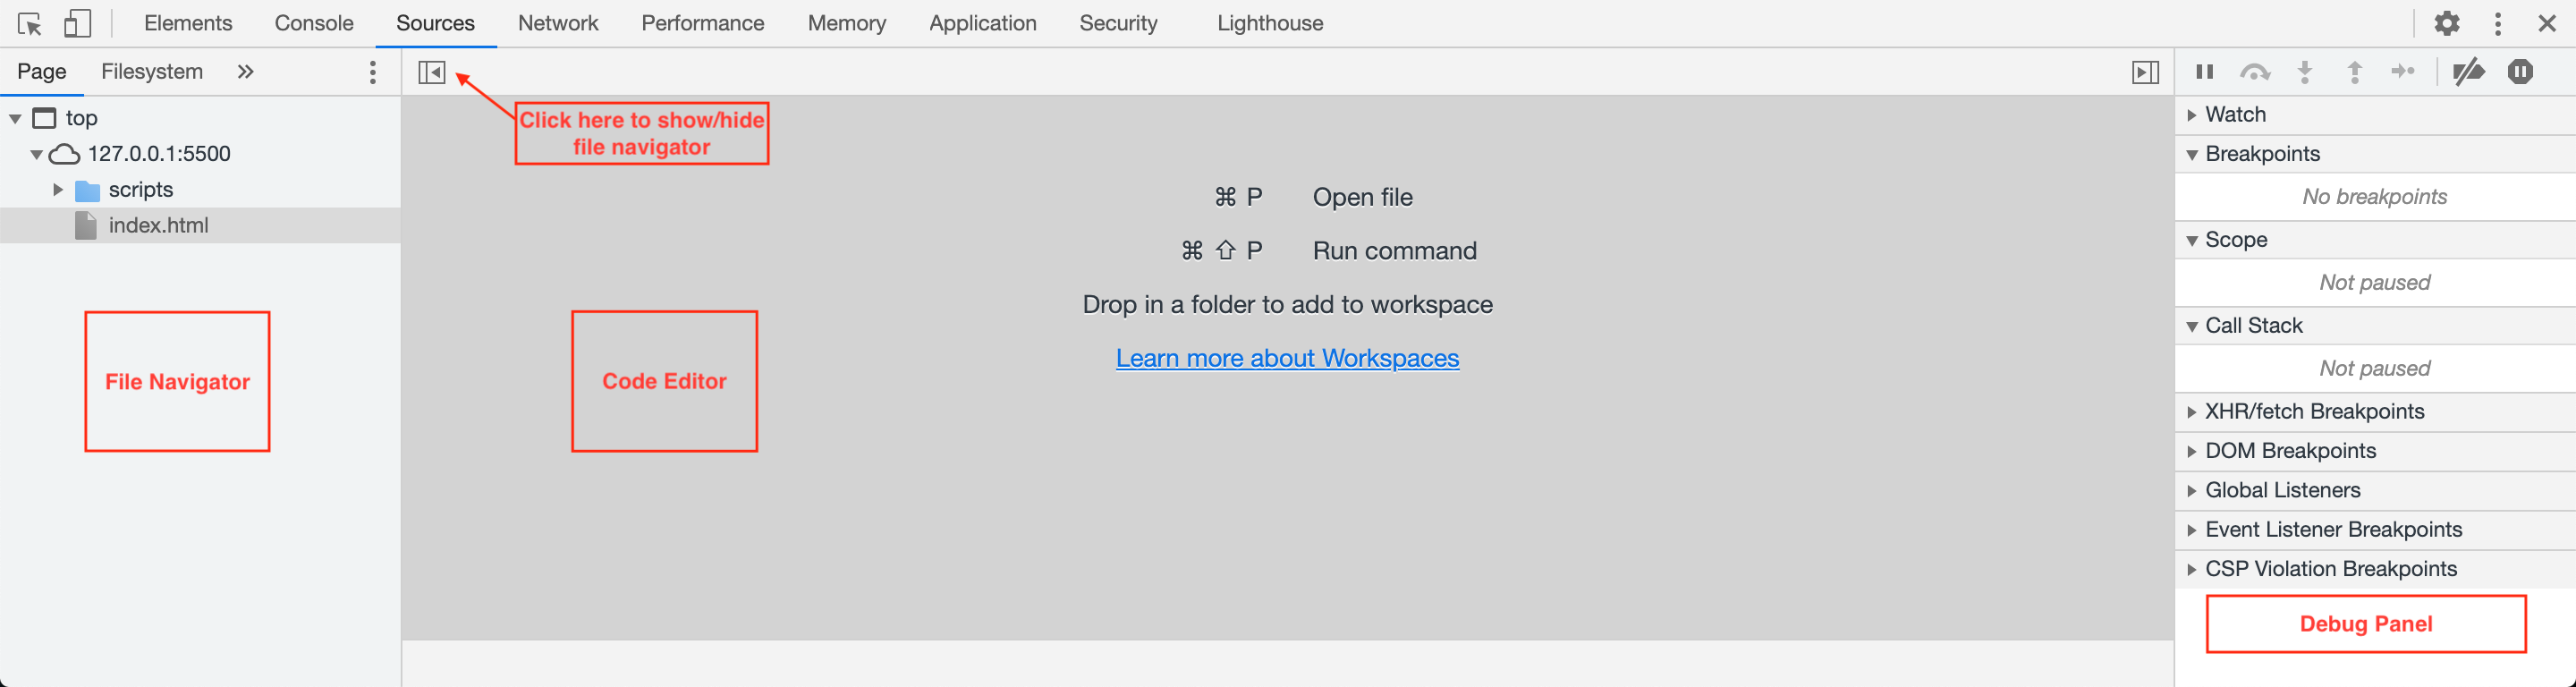 Elements Console Sources Network Performance Memory Application Security Lighthouse
Page Filesystem
top
127.0.0.1:5500
scripts
index.html
File Navigator
Click here to show/hide
file navigator
⌘ P Open file
⌘ ⇧ P Run command
Drop in a folder to add to workspace
Learn more about Workspaces
Code Editor
Watch
Breakpoints
No breakpoints
Scope
Not paused
Call Stack
Not paused
XHR/fetch Breakpoints
DOM Breakpoints
Global Listeners
Event Listener Breakpoints
CSP Violation Breakpoints
Debug Panel